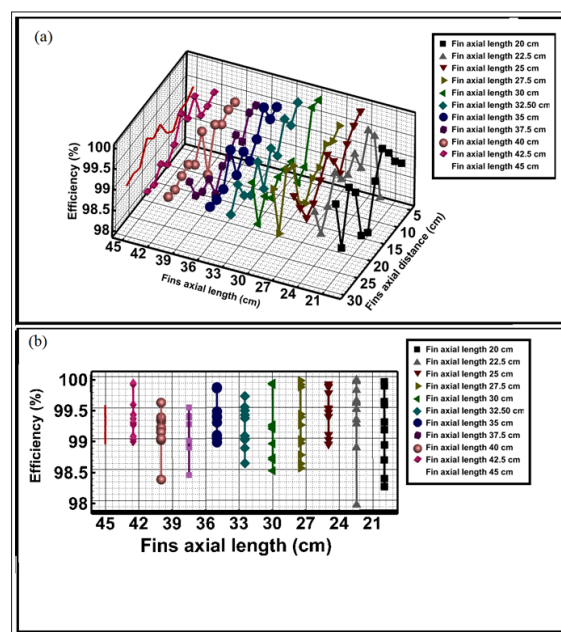 (a)
Fin axial length 20 cm
Fin axial length 22.5 cm
Fin axial length 25 cm
Fin axial length 27.5 cm
Fin axial length 30 cm
Fin axial length 32.50 cm
Fin axial length 35 cm
Fin axial length 37.5 cm
Fin axial length 40 cm
Fin axial length 42.5 cm
Fin axial length 45 cm
Efficiency (%)
100
99.5
99
98.5
98
45
42
39
36
33
30
27
24
21
Fins axial length (cm)
5
10
15
20
25
30
Fins axial distance (cm)
(b)
Fin axial length 20 cm
Fin axial length 22.5 cm
Fin axial length 25 cm
Fin axial length 27.5 cm
Fin axial length 30 cm
Fin axial length 32.50 cm
Fin axial length 35 cm
Fin axial length 37.5 cm
Fin axial length 40 cm
Fin axial length 42.5 cm
Fin axial length 45 cm
Efficiency (%)
100
99.5
99
98.5
98
45 42 39 36 33 30 27 24 21
Fins axial length (cm)